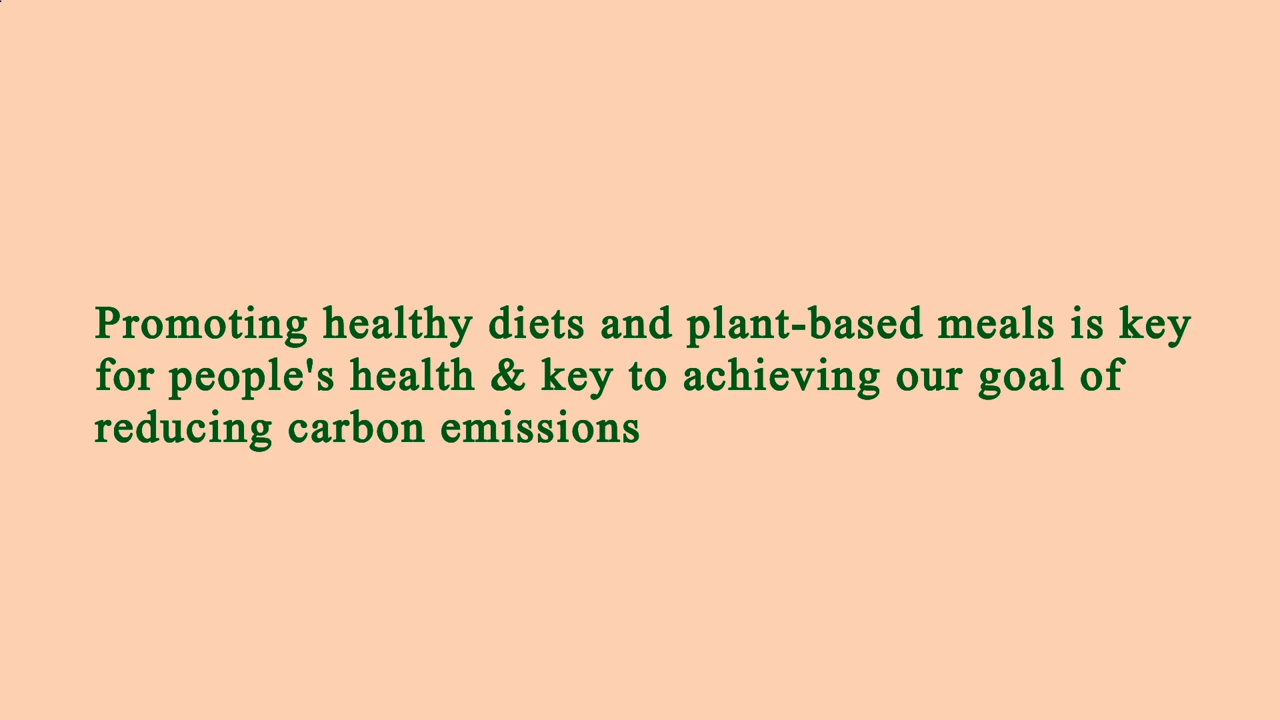 Promoting healthy diets and plant-based meals is key
for people's health & key to achieving our goal of
reducing carbon emissions